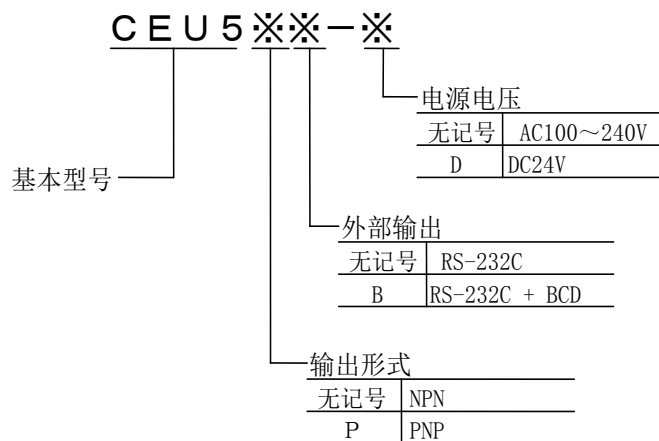 CEU5※※-※
电源电压
无记号 AC100～240V
D DC24V
基本型号
外部输出
无记号 RS-232C
B RS-232C + BCD
输出形式
无记号 NPN
P PNP